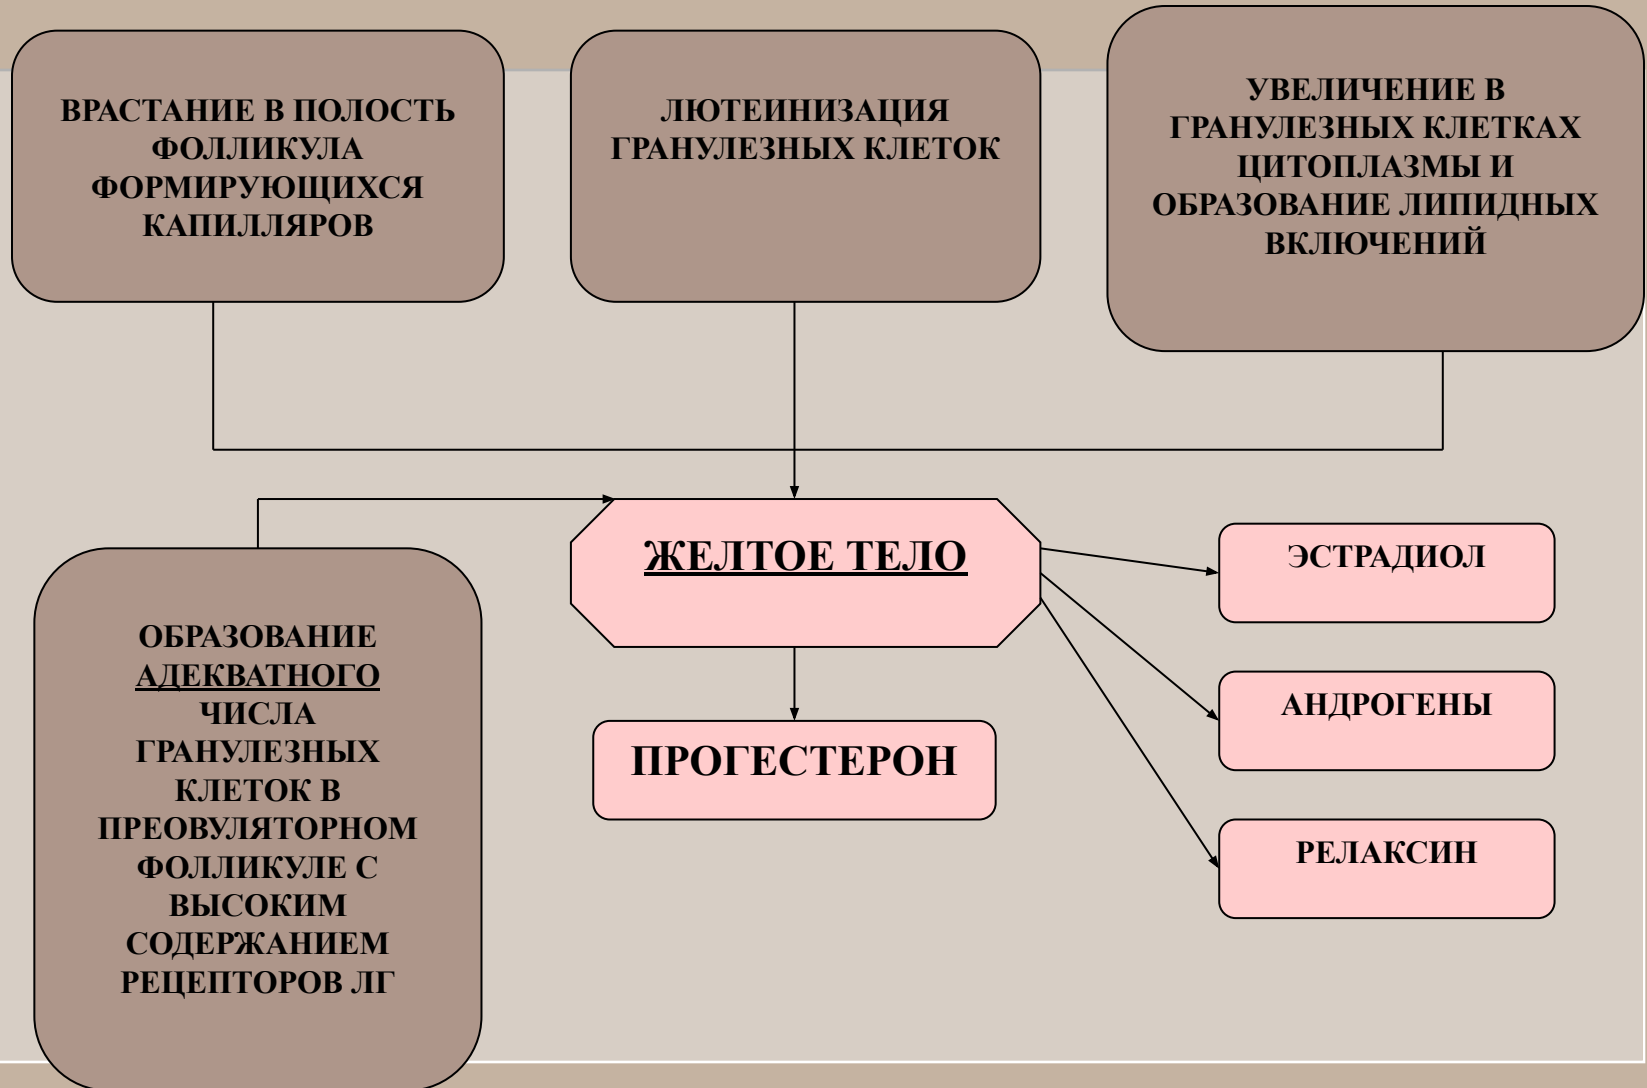 ВРАСТАНИЕ В ПОЛОСТЬ
ФОЛЛИКУЛА
ФОРМИРУЮЩИХСЯ
КАПИЛЛЯРОВ
ЛЮТЕИНИЗАЦИЯ
ГРАНУЛЕЗНЫХ КЛЕТОК
УВЕЛИЧЕНИЕ В
ГРАНУЛЕЗНЫХ КЛЕТКАХ
ЦИТОПЛАЗМЫ И
ОБРАЗОВАНИЕ ЛИПИДНЫХ
ВКЛЮЧЕНИЙ
ОБРАЗОВАНИЕ
АДЕКВАТНОГО
ЧИСЛА
ГРАНУЛЕЗНЫХ
КЛЕТОК В
ПРЕОВУЛЯТОРНОМ
ФОЛЛИКУЛЕ С
ВЫСОКИМ
СОДЕРЖАНИЕМ
РЕЦЕПТОРОВ ЛГ
ЖЕЛТОЕ ТЕЛО
ПРОГЕСТЕРОН
ЭСТРАДИОЛ
АНДРОГЕНЫ
РЕЛАКСИН